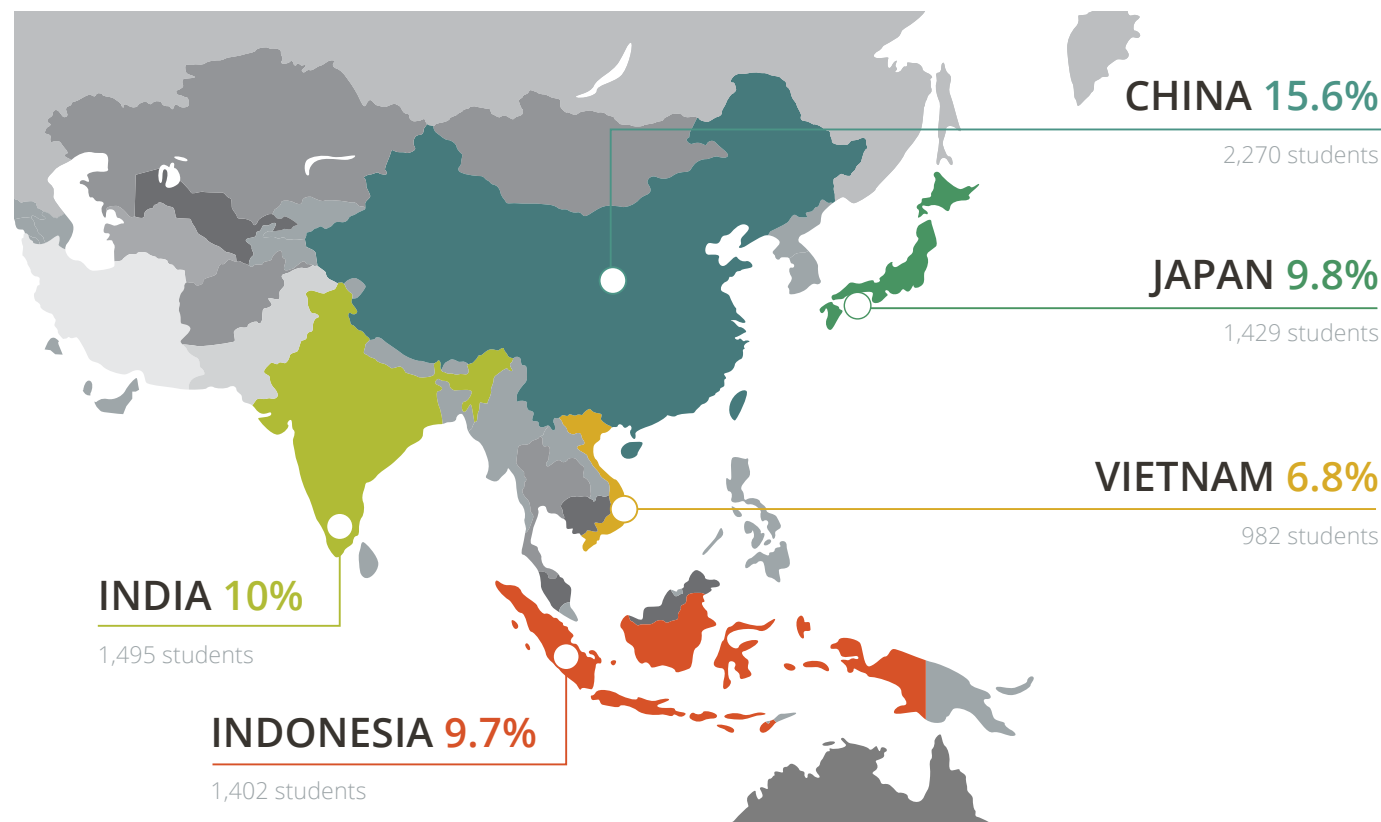 CHINA 15.6%
2,270 students
JAPAN 9.8%
1,429 students
VIETNAM 6.8%
982 students
INDIA 10%
1,495 students
INDONESIA 9.7%
1,402 students